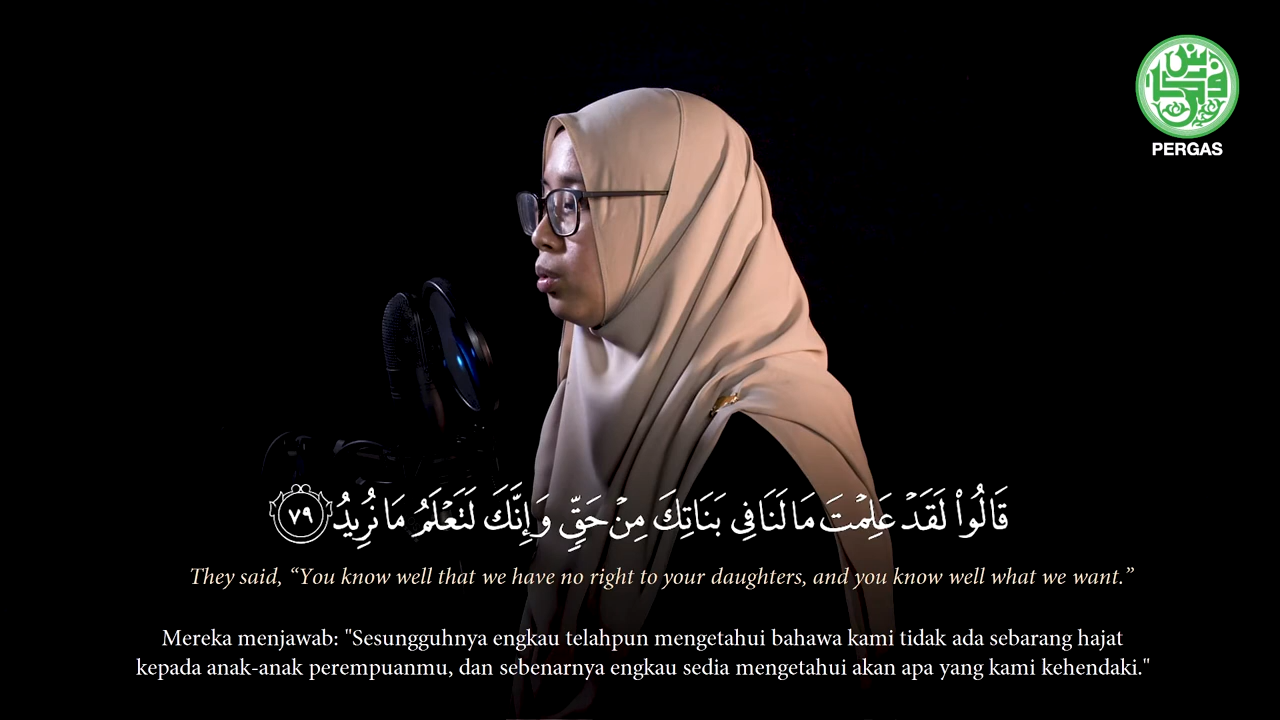 PERGAS
قَالُوا۟ لَقَدْ عَلِمْتَ مَا لَنَا فِى بَنَاتِكَ مِنْ حَقٍّ وَإِنَّكَ لَتَعْلَمُ مَا نُرِيدُ ٧٩
They said, “You know well that we have no right to your daughters, and you know well what we want.”
Mereka menjawab: "Sesungguhnya engkau telahpun mengetahui bahawa kami tidak ada sebarang hajat
kepada anak-anak perempuanmu, dan sebenarnya engkau sedia mengetahui akan apa yang kami kehendaki."